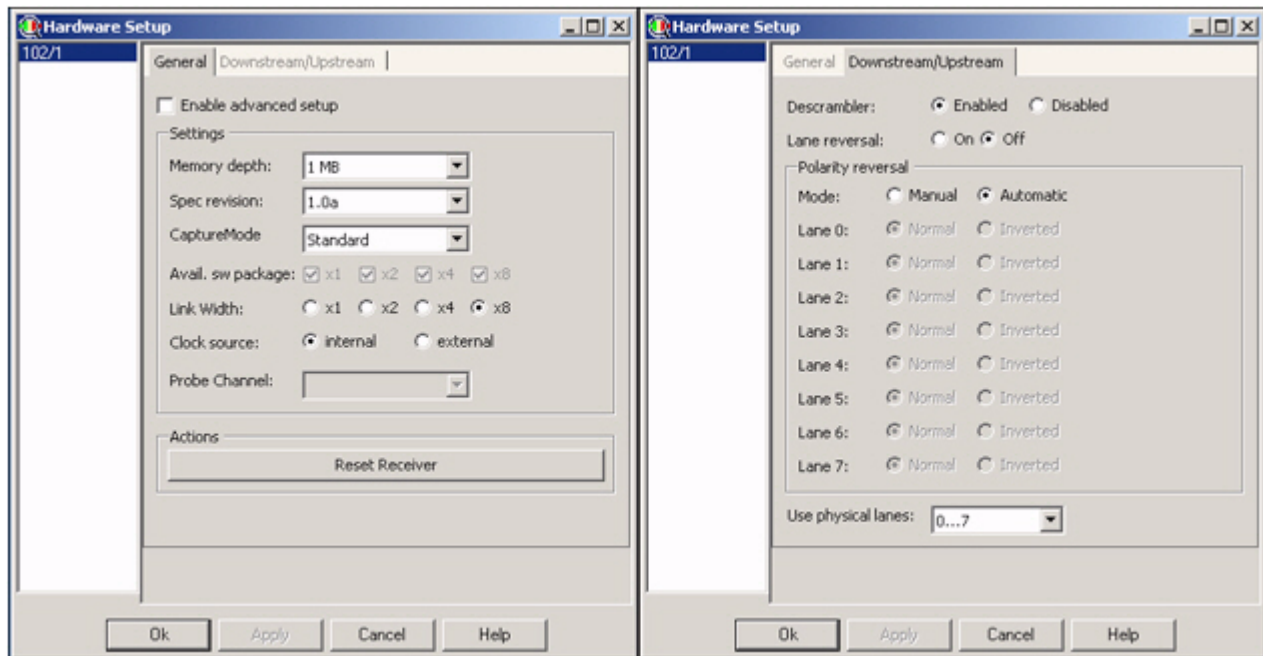 Hardware Setup
102/1
General Downstream/Upstream
Enable advanced setup
Settings
Memory depth: 1 MB
Spec revision: 1.0a
CaptureMode Standard
Avail. sw package: x1 x2 x4 x8
Link Width: x1 x2 x4 x8
Clock source: internal external
Probe Channel:
Actions
Reset Receiver
Ok Apply Cancel Help
Hardware Setup
102/1
General Downstream/Upstream
Descrambler: Enabled Disabled
Lane reversal: On Off
Polarity reversal
Mode: Manual Automatic
Lane 0: Normal Inverted
Lane 1: Normal Inverted
Lane 2: Normal Inverted
Lane 3: Normal Inverted
Lane 4: Normal Inverted
Lane 5: Normal Inverted
Lane 6: Normal Inverted
Lane 7: Normal Inverted
Use physical lanes: 0...7
Ok Apply Cancel Help